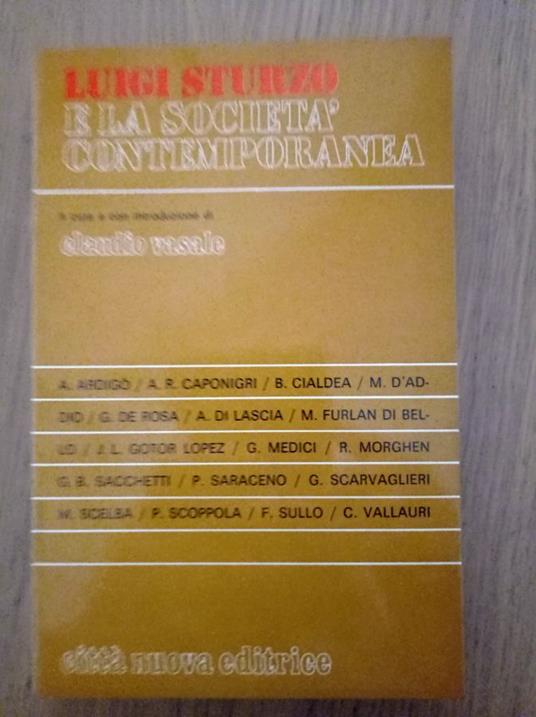 LUIGI STURZO
E LA SOCIETA'
CONTEMPORANEA
A cura e con introduzione di
claudio vasale
A. ARDIGÒ / A. R. CAPONIGRI / B. CIALDEA / M. D'AD-
DIO / G. DE ROSA / A. DI LASCIA / M. FURLAN DI BEL-
LO / J. L. GOTOR LOPEZ / G. MEDICI / R. MORGHEN
G. B. SACCHETTI / P. SARACENO / G. SCARVAGLIERI
M. SCELBA / P. SCOPPOLA / F. SULLO / C. VALLAURI
città nuova editrice